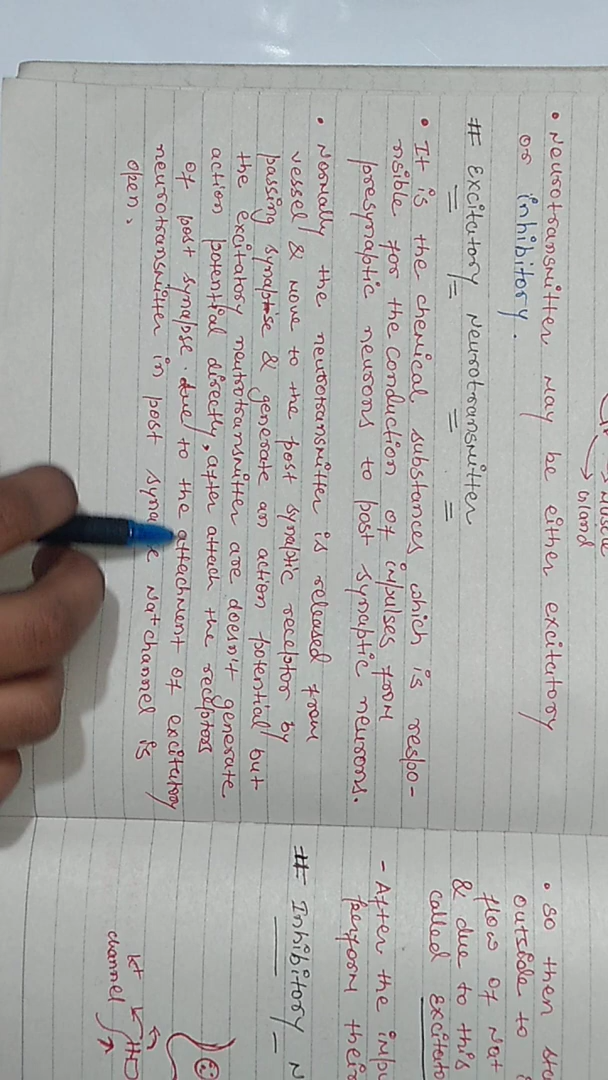 Gland
• Neurotransmitter may be either excitatory
or inhibitory.
# Excitatory Neurotransmitter
• It is the chemical substances, which is respo-
nsible for the conduction of impulses from
presynaptic neurons to post synaptic neurons.
• Normally the neurotransmitter is released from
vessel & move to the post synaptic receptor by
passing synaptise & generate an action potential but
the excitatory neutrotransmitter are doesn't generate
action potential directly, after attach the receptors
of post synapse. due to the attachment of excitatory
neurotransmitter in post Na+ channel is
open.
• So then
outside to
flow of Na+
& due to this
called
- After the
perform their
# Inhibitory N
K+
channel